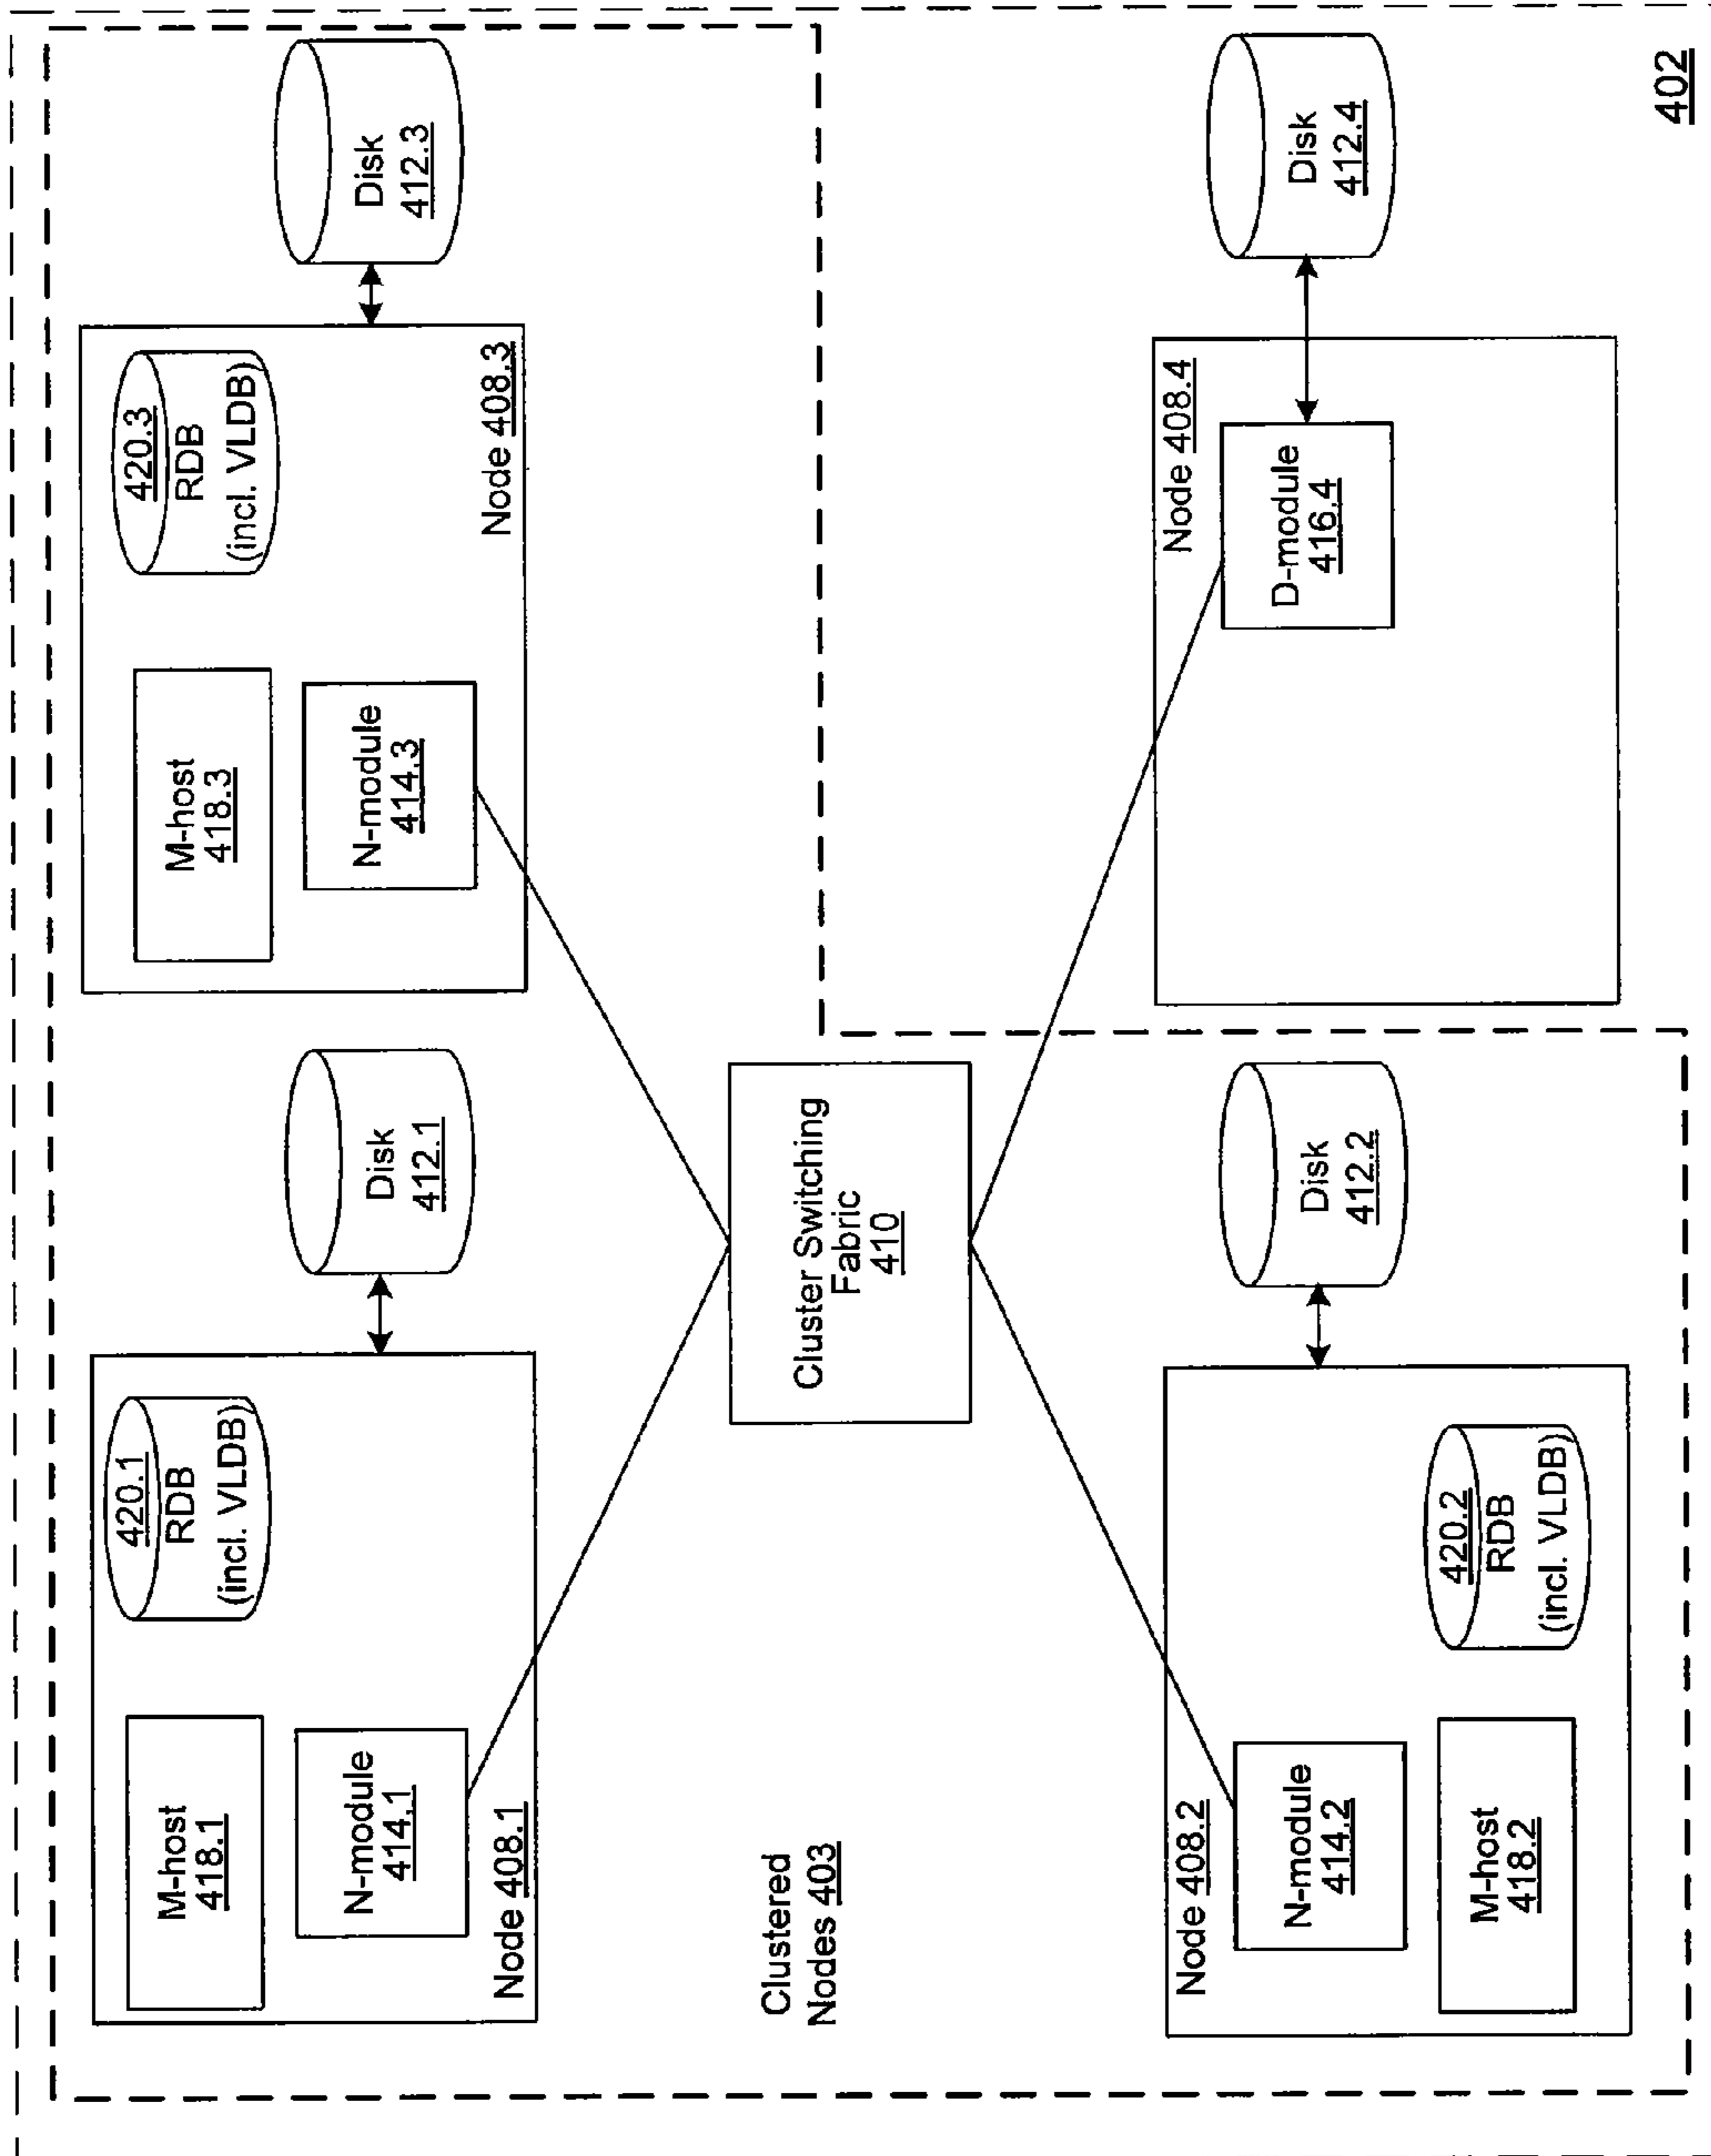 M-host
418.1
420.1
RDB
(incl. VLDB)
N-module
414.1
Node 408.1
Disk
412.1
M-host
418.3
420.3
RDB
(incl. VLDB)
N-module
414.3
Node 408.3
Disk
412.3
Clustered
Nodes 403
Cluster Switching
Fabric
410
Node 408.2
N-module
414.2
M-host
418.2
420.2
RDB
(incl. VLDB)
Disk
412.2
Node 408.4
D-module
416.4
Disk
412.4
402